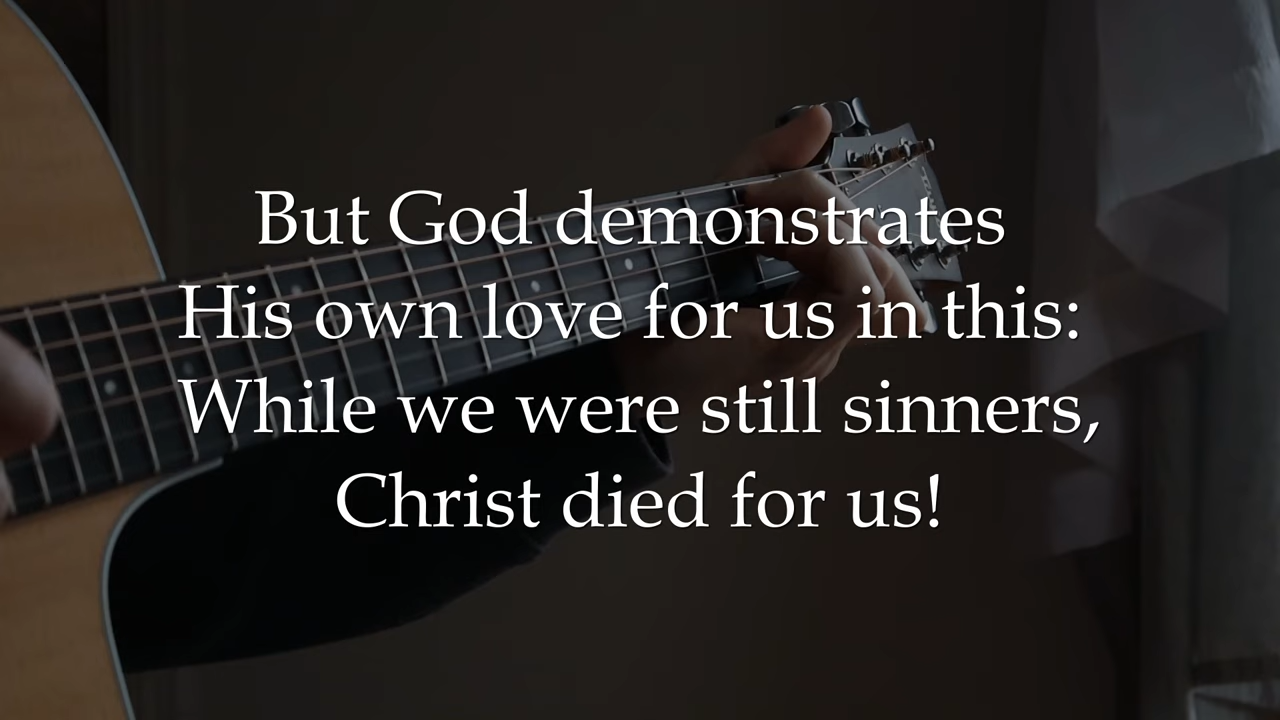 But God demonstrates
His own love for us in this:
While we were still sinners,
Christ died for us!